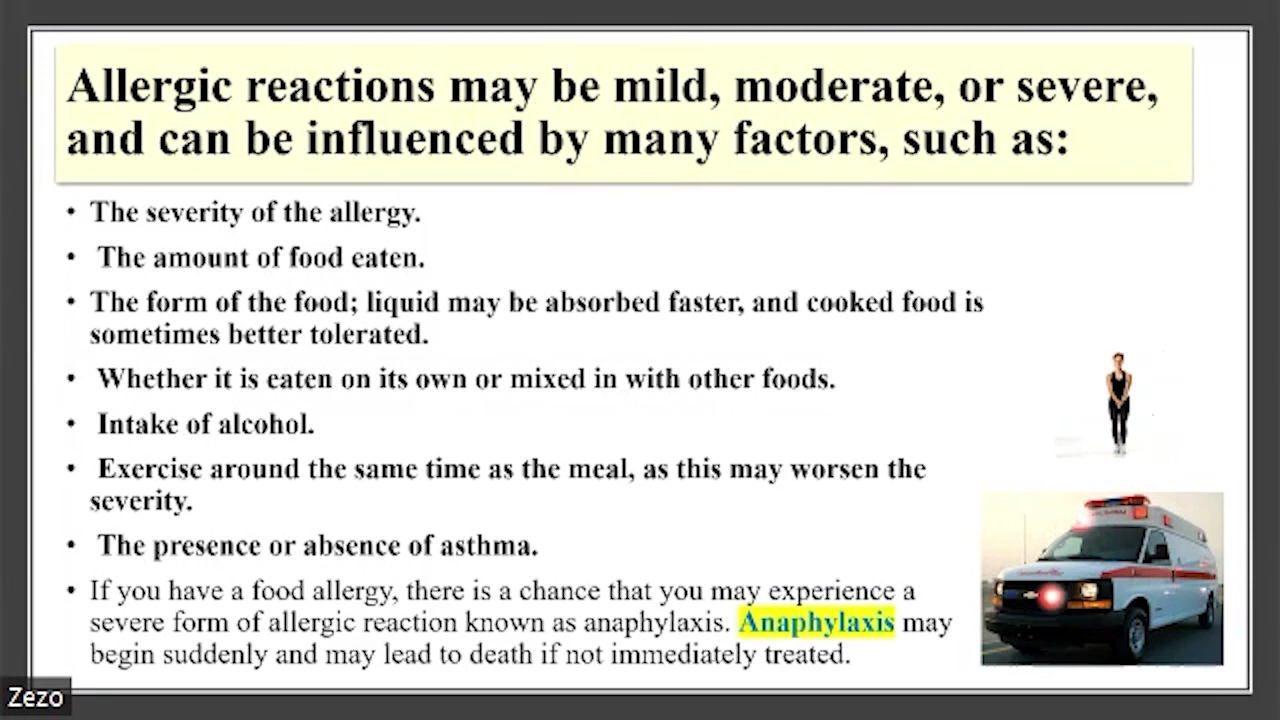 Allergic reactions may be mild, moderate, or severe,
and can be influenced by many factors, such as:
• The severity of the allergy.
• The amount of food eaten.
• The form of the food; liquid may be absorbed faster, and cooked food is
sometimes better tolerated.
• Whether it is eaten on its own or mixed in with other foods.
• Intake of alcohol.
• Exercise around the same time as the meal, as this may worsen the
severity.
• The presence or absence of asthma.
• If you have a food allergy, there is a chance that you may experience a
severe form of allergic reaction known as anaphylaxis. Anaphylaxis may
begin suddenly and may lead to death if not immediately treated.
Zezo